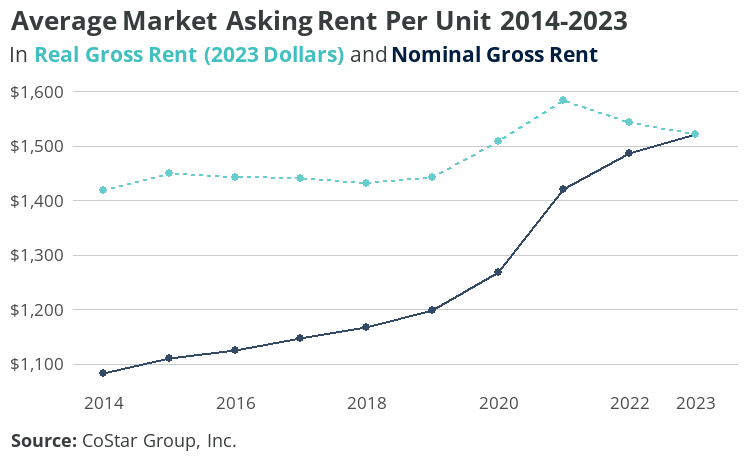 Average Market Asking Rent Per Unit 2014-2023
In Real Gross Rent (2023 Dollars) and Nominal Gross Rent
$1,600
$1,500
$1,400
$1,300
$1,200
$1,100
2014 2016 2018 2020 2022 2023
Source: CoStar Group, Inc.